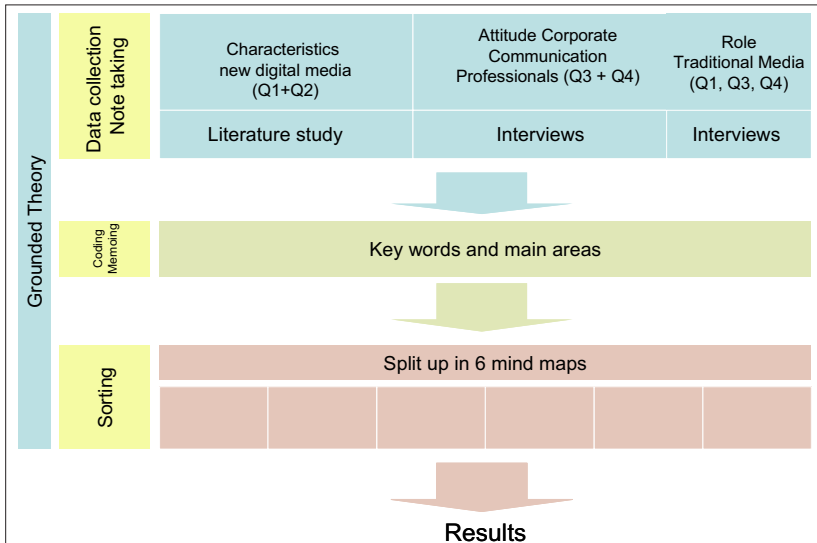 Grounded Theory
Data collection
Note taking
Characteristics
new digital media
(Q1+Q2)
Attitude Corporate
Communication
Professionals (Q3 + Q4)
Role
Traditional Media
(Q1, Q3, Q4)
Literature study
Interviews
Interviews
Coding
Memoing
Key words and main areas
Sorting
Split up in 6 mind maps
Results